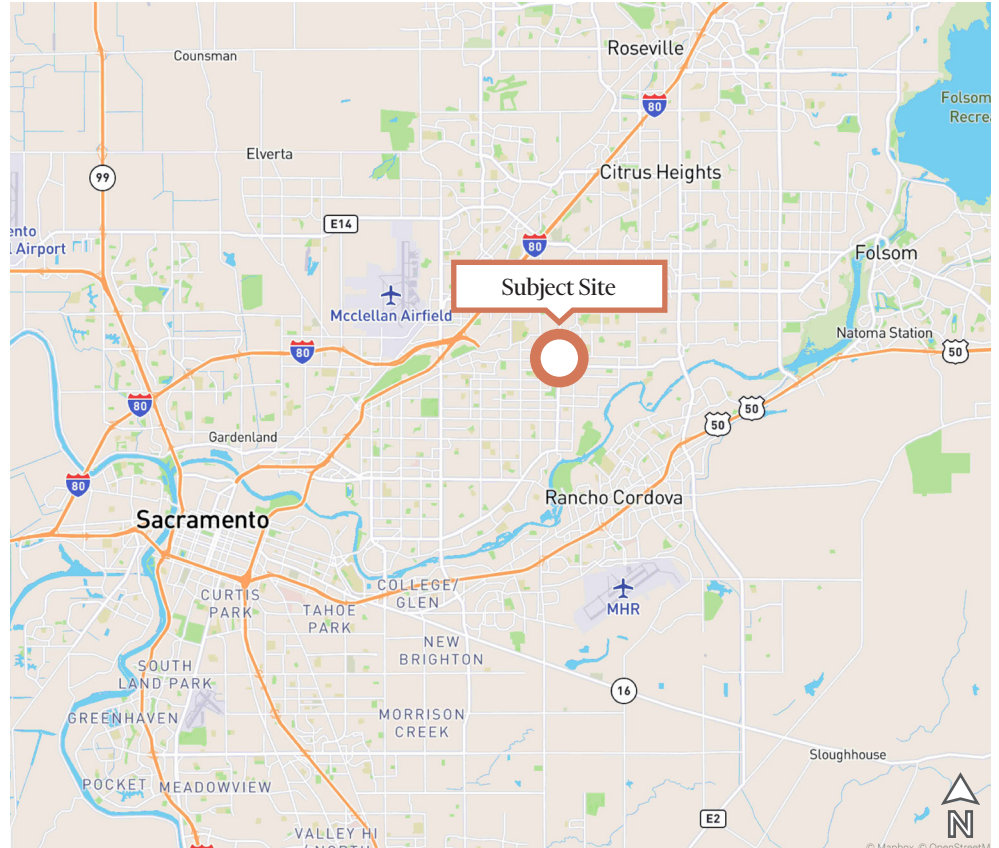 Counsman
Roseville
80
Folsom
Recrea
Elverta
Citrus Heights
99
E14
ento
l Airport
80
Folsom
Subject Site
Mcclellan Airfield
Natoma Station
80
50
80
50
50
Gardenland
80
Rancho Cordova
Sacramento
COLLEGE/
GLEN
CURTIS
PARK
TAHOE
PARK
MHR
NEW
BRIGHTON
SOUTH
LAND PARK
16
GREENHAVEN
MORRISON
CREEK
Sloughhouse
POCKET
MEADOWVIEW
E2
VALLEY HI
/ NORTH
N
© Mapbox, © OpenStreetM